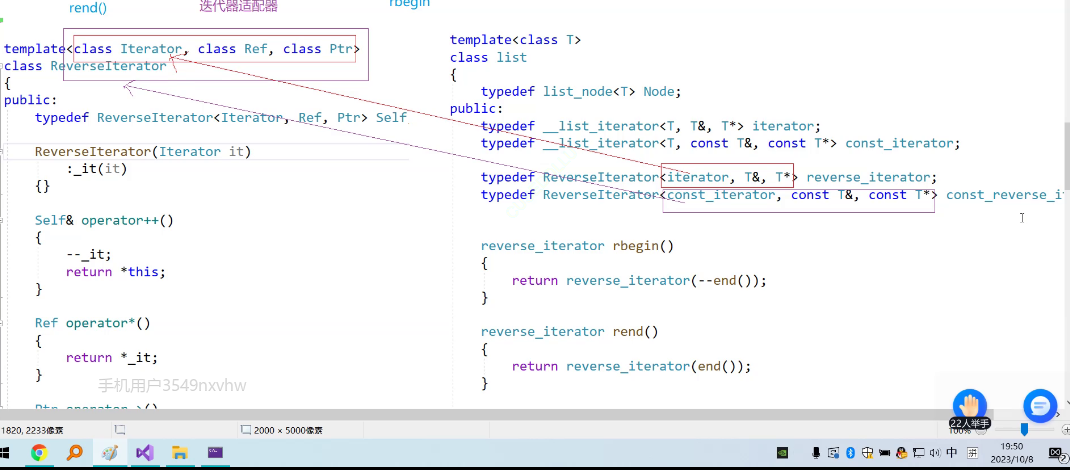 rend()
迭代器适配器
rbegin
template<class Iterator, class Ref, class Ptr>
class ReverseIterator
{
public:
typedef ReverseIterator<Iterator, Ref, Ptr> Self
ReverseIterator(Iterator it)
:_it(it)
{}
Self& operator++()
{
--_it;
return *this;
}
Ref operator*()
{
return *_it;
}
手机用户3549nxvhw
Ptr operator->()
template<class T>
class list
{
typedef list_node<T> Node;
public:
typedef __list_iterator<T, T&, T*> iterator;
typedef __list_iterator<T, const T&, const T*> const_iterator;
typedef ReverseIterator<iterator, T&, T*> reverse_iterator;
typedef ReverseIterator<const_iterator, const T&, const T*> const_reverse_it
reverse_iterator rbegin()
{
return reverse_iterator(--end());
}
reverse_iterator rend()
{
return reverse_iterator(end());
}
22人举手
1820, 2233像素
2000 × 5000像素
100%
中
拼
19:50
2023/10/8
2